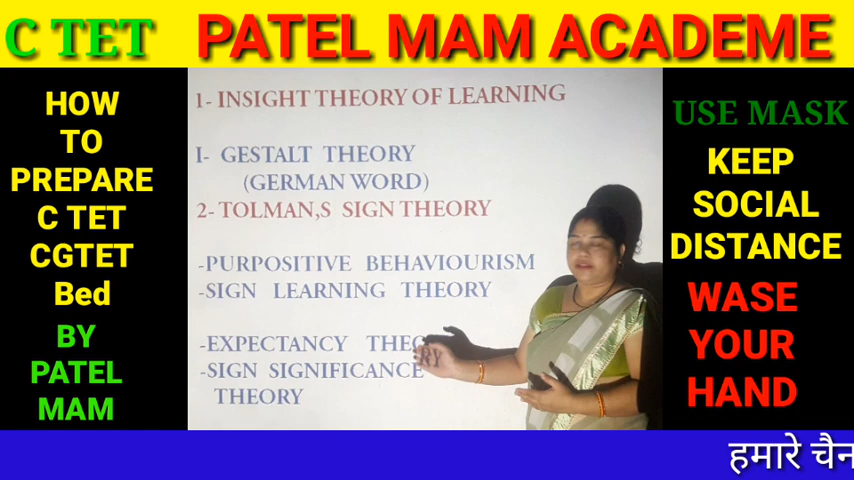 C TET
PATEL MAM ACADEME
HOW
TO
PREPARE
C TET
CGTET
Bed
BY
PATEL
MAM
1- INSIGHT THEORY OF LEARNING
I- GESTALT THEORY
(GERMAN WORD)
2- TOLMAN,S SIGN THEORY
-PURPOSITIVE BEHAVIOURISM
-SIGN LEARNING THEORY
-EXPECTANCY THEORY
-SIGN SIGNIFICANCE
THEORY
USE MASK
KEEP
SOCIAL
DISTANCE
WASE
YOUR
HAND
हमारे